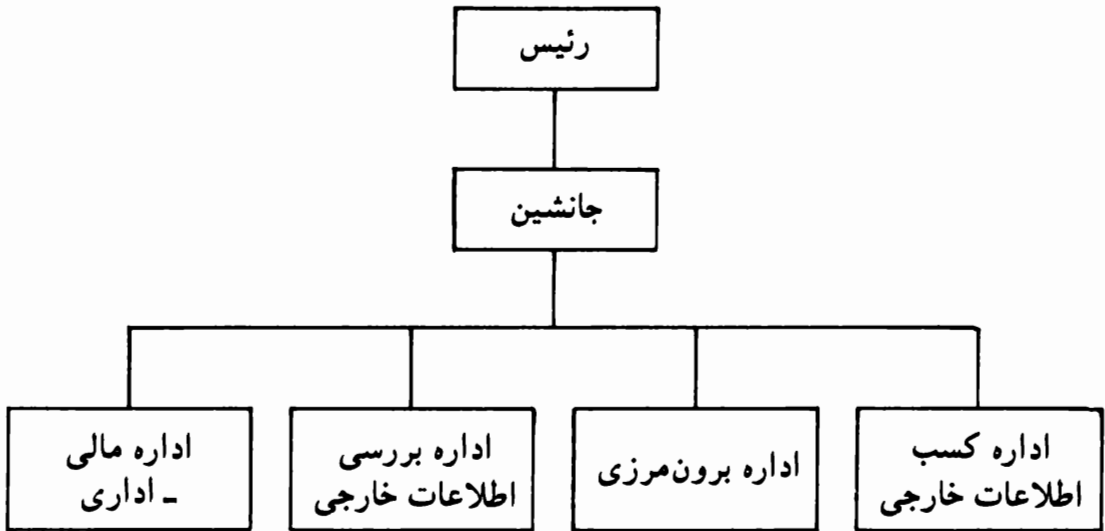 رئیس
جانشین
اداره کسب
اطلاعات خارجی
اداره برون‌مرزی
اداره بررسی
اطلاعات خارجی
اداره مالی
ـ اداری